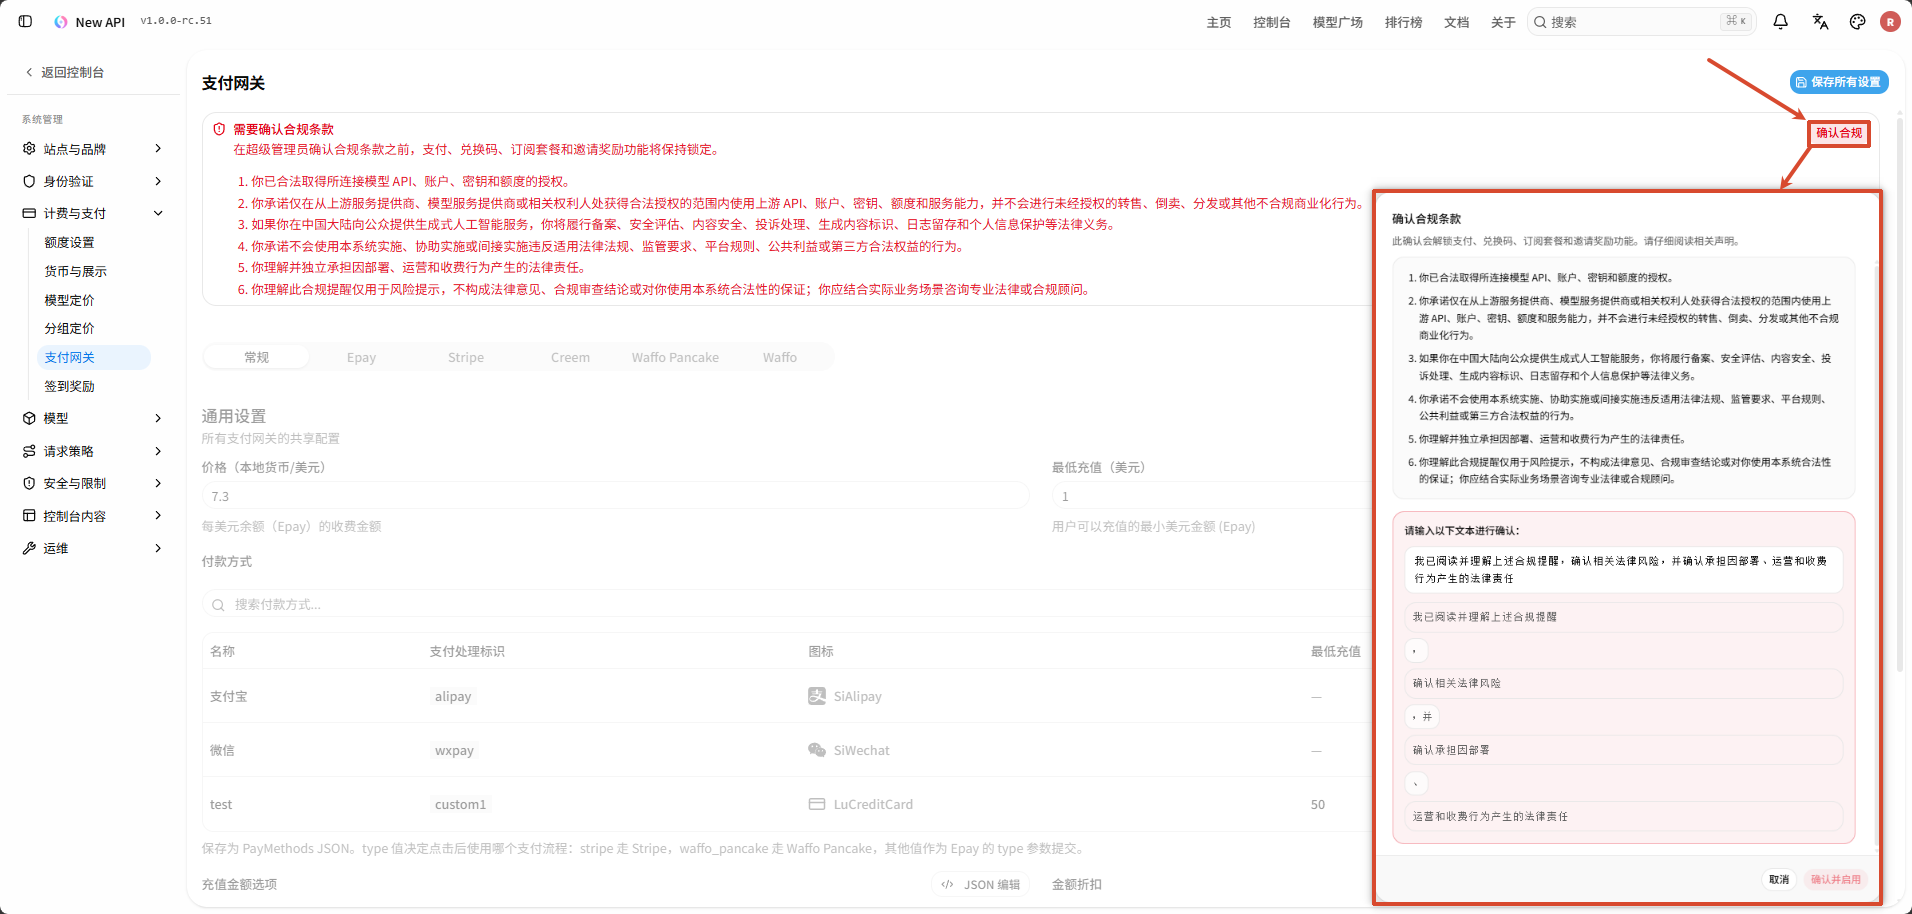 New API v1.0.0-rc.51
主页 控制台 模型广场 排行榜 文档 关于 搜索 ⌘ K R
返回控制台
系统管理
站点与品牌
身份验证
计费与支付
额度设置
货币与展示
模型定价
分组定价
支付网关
签到奖励
模型
请求策略
安全与限制
控制台内容
运维
支付网关
保存所有设置
需要确认合规条款
确认合规
在超级管理员确认合规条款之前，支付、兑换码、订阅套餐和邀请奖励功能将保持锁定。
1. 你已合法取得所连接模型 API、账户、密钥和额度的授权。
2. 你承诺仅在从上游服务提供商、模型服务提供商或相关权利人处获得合法授权的范围内使用上游 API、账户、密钥、额度和服务能力，并不会进行未经授权的转售、倒卖、分发或其他不合规商业化行为。
3. 如果你在中国大陆向公众提供生成式人工智能服务，你将履行备案、安全评估、内容安全、投诉处理、生成内容标识、日志留存和个人信息保护等法律义务。
4. 你承诺不会使用本系统实施、协助实施或间接实施违反适用法律法规、监管要求、平台规则、公共利益或第三方合法权益的行为。
5. 你理解并独立承担因部署、运营和收费行为产生的法律责任。
6. 你理解此合规提醒仅用于风险提示，不构成法律意见、合规审查结论或对你使用本系统合法性的保证；你应结合实际业务场景咨询专业法律或合规顾问。
常规 Epay Stripe Creem Waffo Pancake Waffo
通用设置
所有支付网关的共享配置
价格（本地货币/美元） 最低充值（美元）
7.3 1
每美元余额（Epay）的收费金额 用户可以充值的最小美元金额 (Epay)
付款方式
搜索付款方式...
名称 支付处理标识 图标 最低充值
支付宝 alipay SiAlipay —
微信 wxpay SiWechat —
test custom1 LuCreditCard 50
保存为 PayMethods JSON。type 值决定点击后使用哪个支付流程：stripe 走 Stripe，waffo_pancake 走 Waffo Pancake，其他值作为 Epay 的 type 参数提交。
充值金额选项 </> JSON 编辑 金额折扣
确认合规条款
此确认会解锁支付、兑换码、订阅套餐和邀请奖励功能。请仔细阅读相关声明。
1. 你已合法取得所连接模型 API、账户、密钥和额度的授权。
2. 你承诺仅在从上游服务提供商、模型服务提供商或相关权利人处获得合法授权的范围内使用上
游 API、账户、密钥、额度和服务能力，并不会进行未经授权的转售、倒卖、分发或其他不合规
商业化行为。
3. 如果你在中国大陆向公众提供生成式人工智能服务，你将履行备案、安全评估、内容安全、投
诉处理、生成内容标识、日志留存和个人信息保护等法律义务。
4. 你承诺不会使用本系统实施、协助实施或间接实施违反适用法律法规、监管要求、平台规则、
公共利益或第三方合法权益的行为。
5. 你理解并独立承担因部署、运营和收费行为产生的法律责任。
6. 你理解此合规提醒仅用于风险提示，不构成法律意见、合规审查结论或对你使用本系统合法性
的保证；你应结合实际业务场景咨询专业法律或合规顾问。
请输入以下文本进行确认：
我已阅读并理解上述合规提醒，确认相关法律风险，并确认承担因部署、运营和收费
行为产生的法律责任
我已阅读并理解上述合规提醒
，
确认相关法律风险
，并
确认承担因部署
、
运营和收费行为产生的法律责任
取消 确认并启用